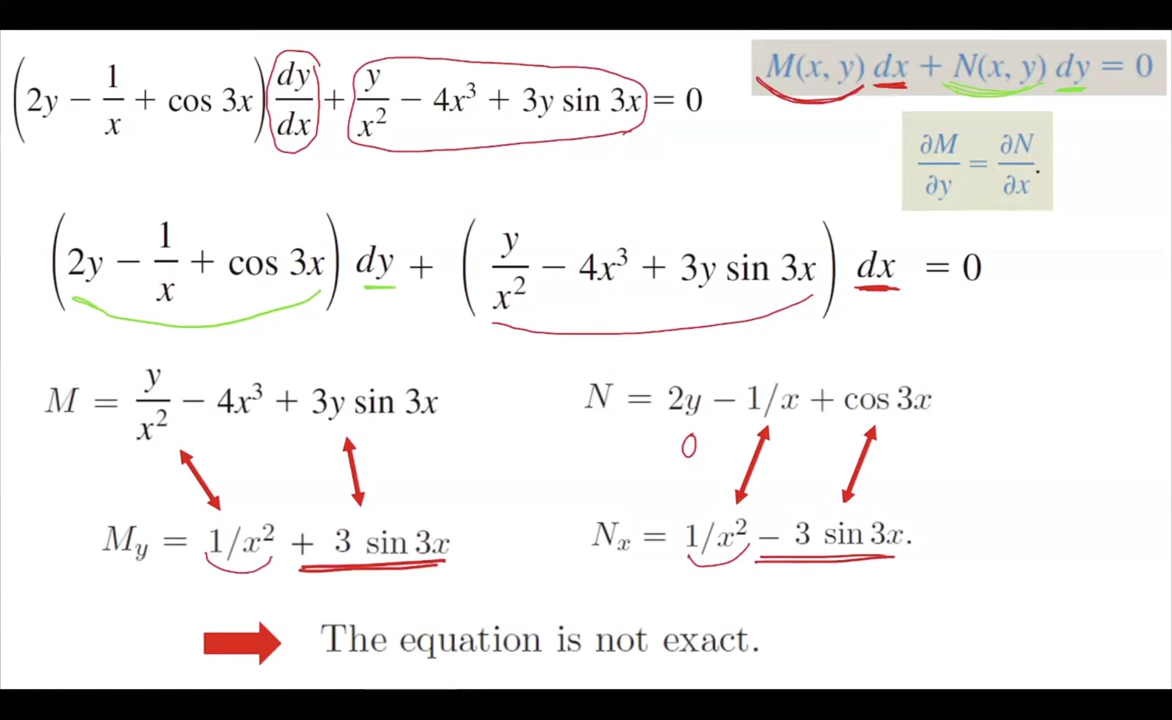 (2y − 1/x + cos 3x) dy/dx + y/x² − 4x³ + 3y sin 3x = 0
M(x, y) dx + N(x, y) dy = 0
∂M/∂y = ∂N/∂x.
(2y − 1/x + cos 3x) dy + (y/x² − 4x³ + 3y sin 3x) dx = 0
M = y/x² − 4x³ + 3y sin 3x
N = 2y − 1/x + cos 3x
0
M_y = 1/x² + 3 sin 3x
N_x = 1/x² − 3 sin 3x.
The equation is not exact.